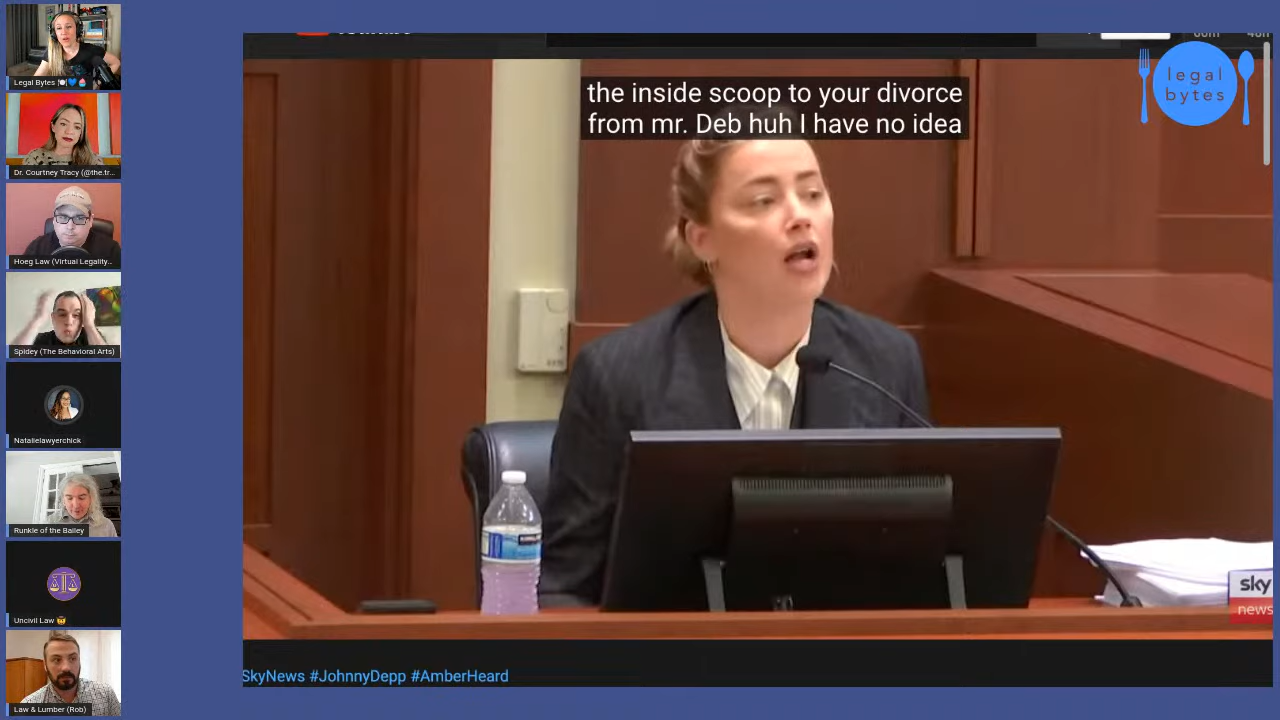 Legal Bytes
Dr. Courtney Tracy (@the.tr...
Hoeg Law (Virtual Legality..
Spidey (The Behavioral Arts)
Natalielawyerchick
Runkle of the Bailey
Uncivil Law 🤯
Law & Lumber (Rob)
the inside scoop to your divorce
from mr. Deb huh I have no idea
legal
bytes
sky
news
SkyNews #JohnnyDepp #AmberHeard